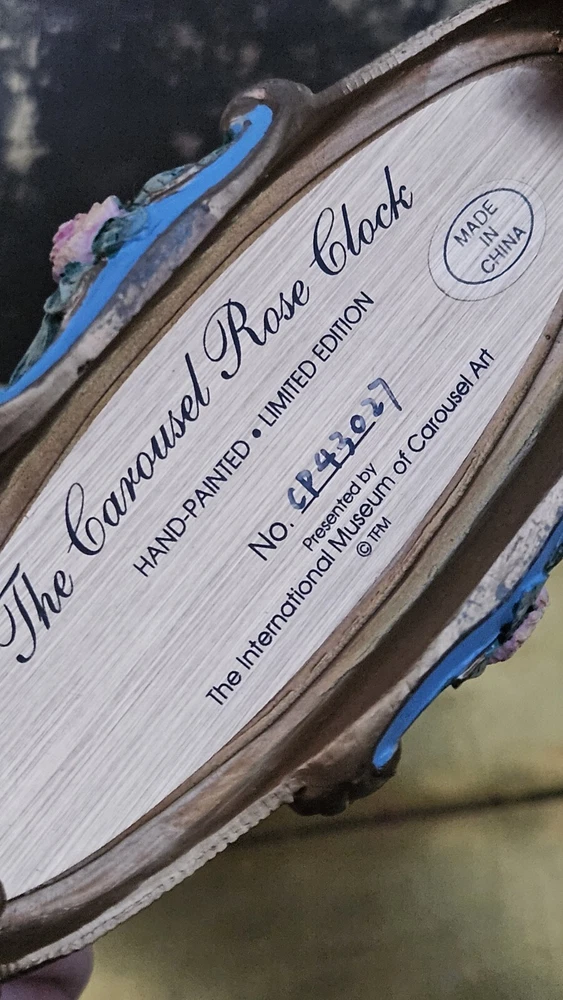 The Carousel Rose Clock
HAND-PAINTED • LIMITED EDITION
No. CP43027
Presented by
The International Museum of Carousel Art
© TFM
MADE
IN
CHINA